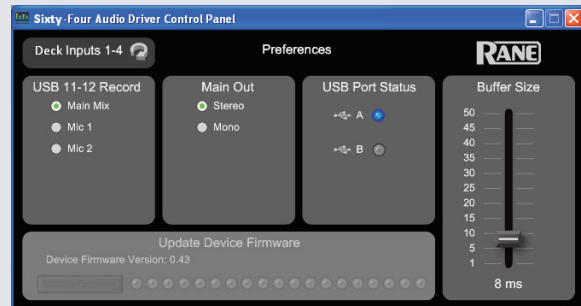 Sixty-Four Audio Driver Control Panel
Deck Inputs 1-4
Preferences
RANE
USB 11-12 Record
Main Mix
Mic 1
Mic 2
Main Out
Stereo
Mono
USB Port Status
A
B
Buffer Size
50
45
40
35
30
25
20
15
10
5
1
8 ms
Update Device Firmware
Device Firmware Version: 0.43
Update Firmware